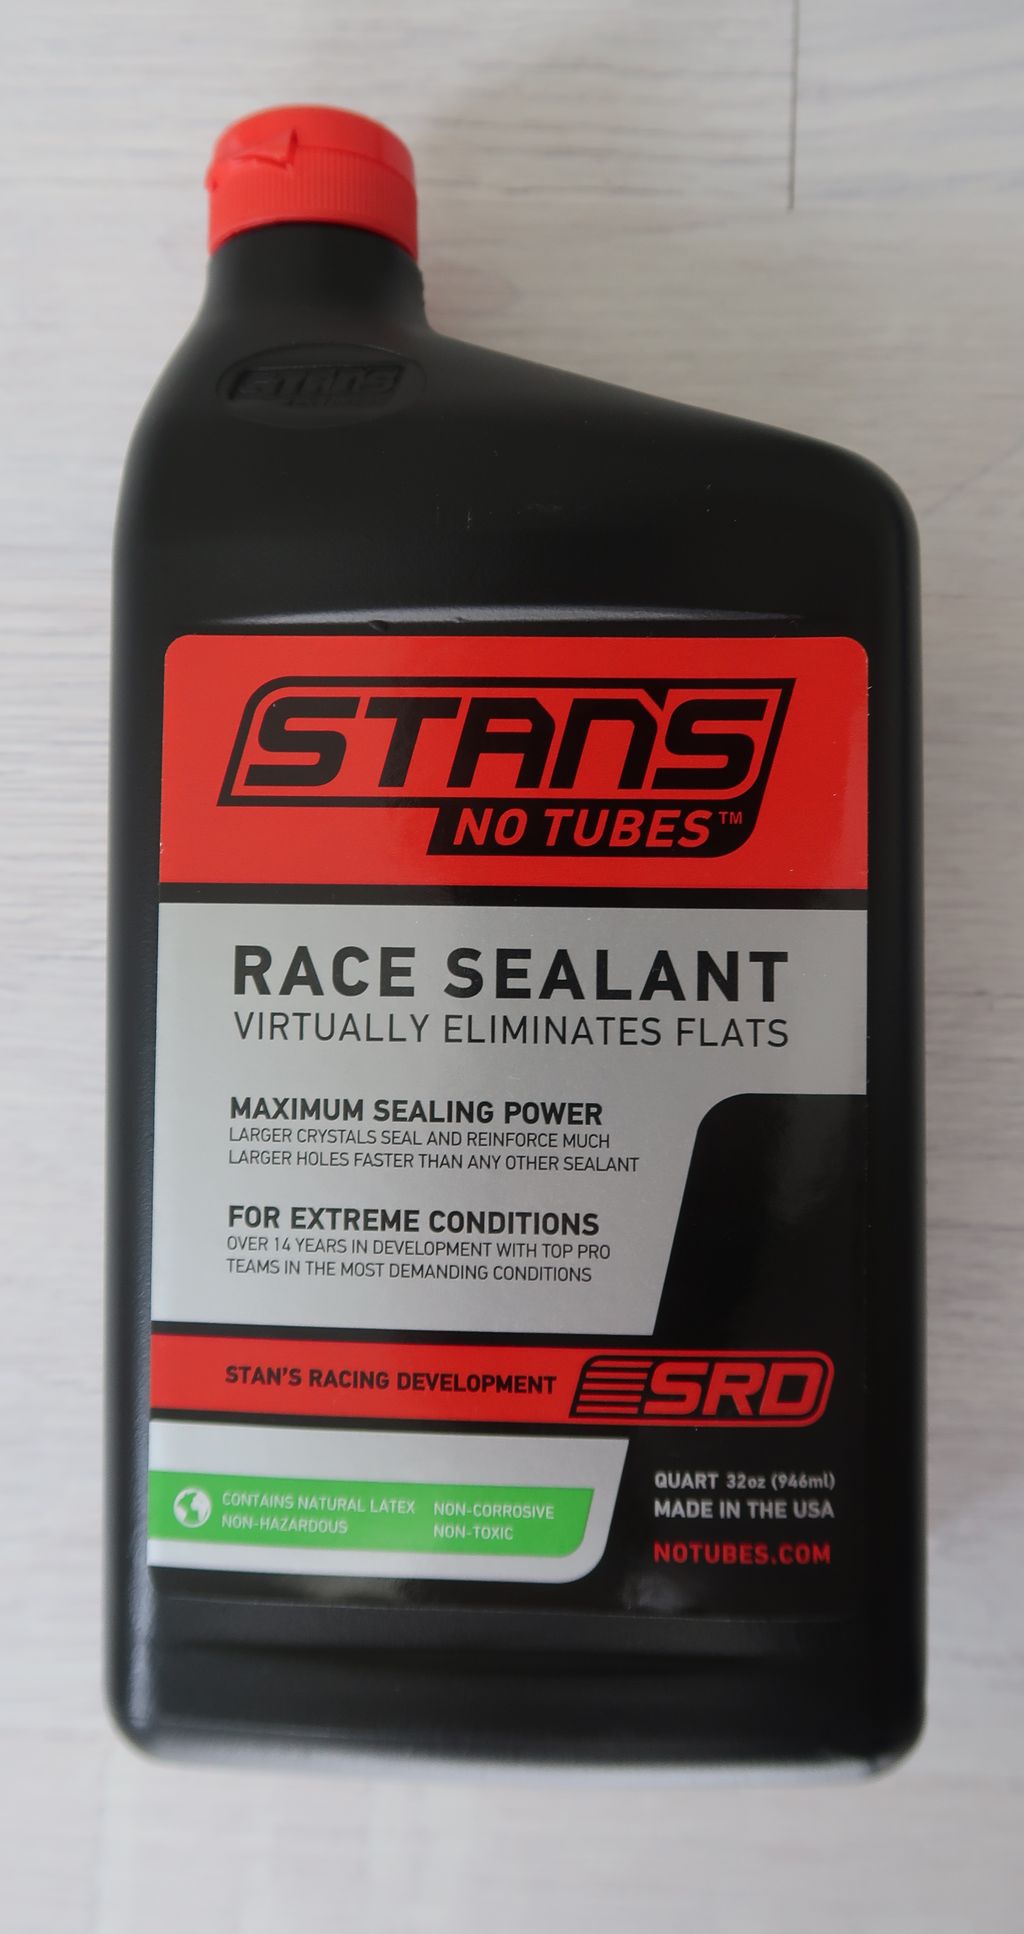 STANS
STANS
NO TUBES™
RACE SEALANT
VIRTUALLY ELIMINATES FLATS
MAXIMUM SEALING POWER
LARGER CRYSTALS SEAL AND REINFORCE MUCH
LARGER HOLES FASTER THAN ANY OTHER SEALANT
FOR EXTREME CONDITIONS
OVER 14 YEARS IN DEVELOPMENT WITH TOP PRO
TEAMS IN THE MOST DEMANDING CONDITIONS
STAN'S RACING DEVELOPMENT SRD
CONTAINS NATURAL LATEX NON-CORROSIVE
NON-HAZARDOUS NON-TOXIC
QUART 32oz (946ml)
MADE IN THE USA
NOTUBES.COM